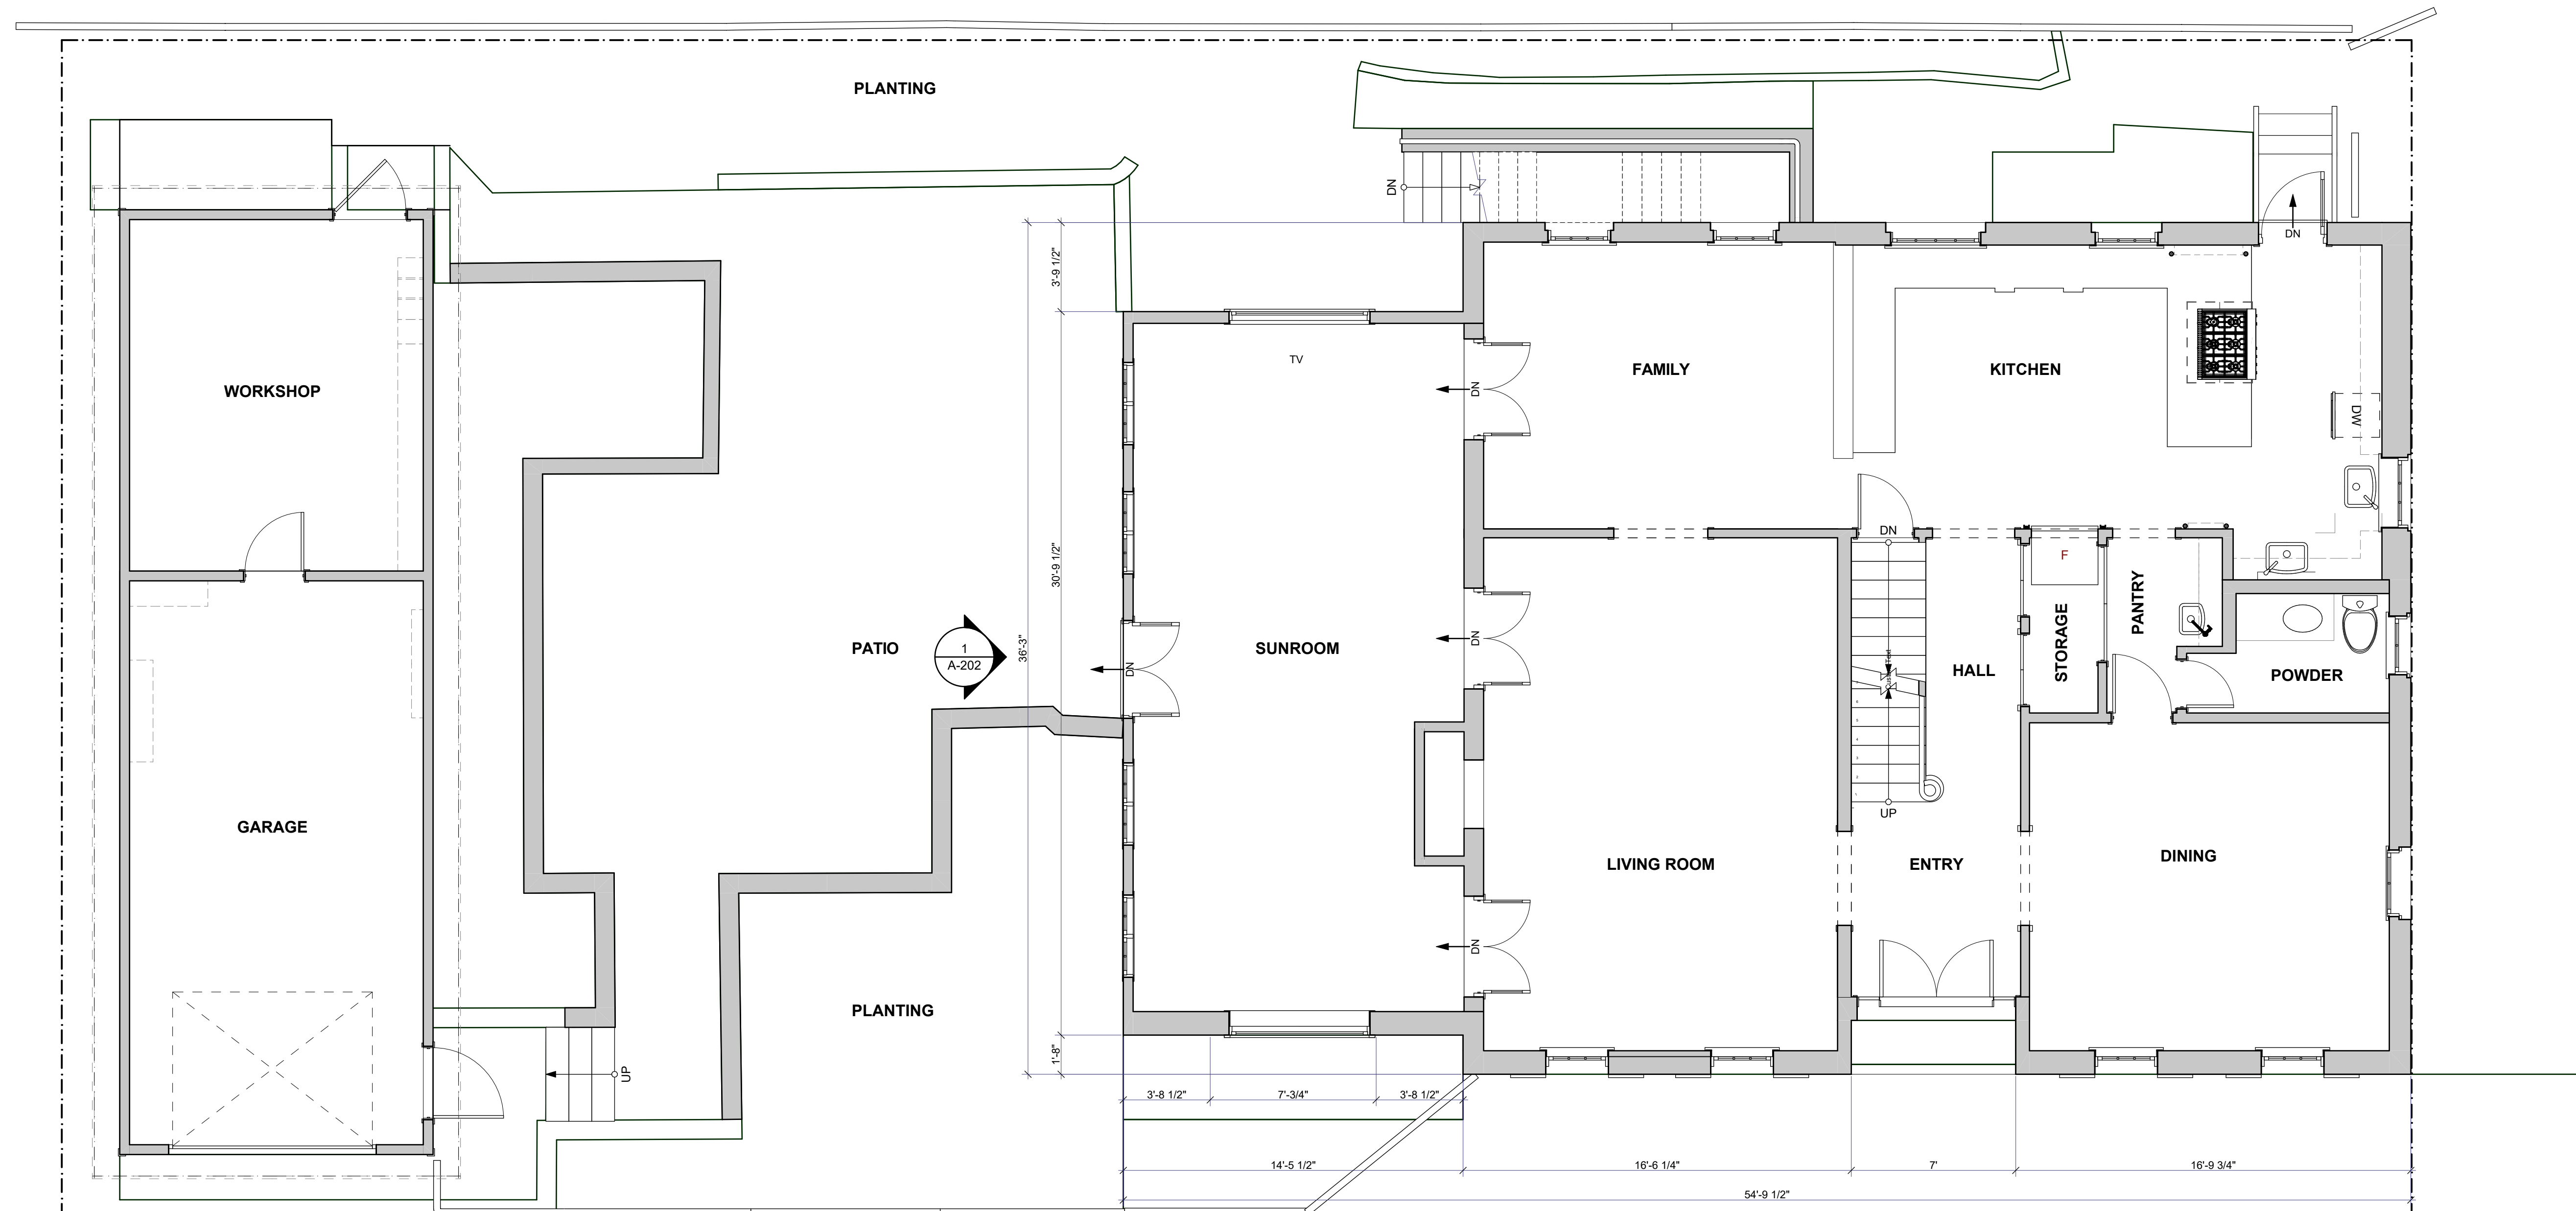 PLANTING
DN
DN
3'-9 1/2"
TV
WORKSHOP
FAMILY
KITCHEN
DN
DW
DN
F
30'-9 1/2"
PANTRY
STORAGE
PATIO
1
A-202
36'-3"
SUNROOM
DN
DN
HALL
POWDER
UP
GARAGE
LIVING ROOM
ENTRY
DINING
DN
PLANTING
1'-8"
UP
3'-8 1/2"
7'-3/4"
3'-8 1/2"
14'-5 1/2"
16'-6 1/4"
7'
16'-9 3/4"
54'-9 1/2"